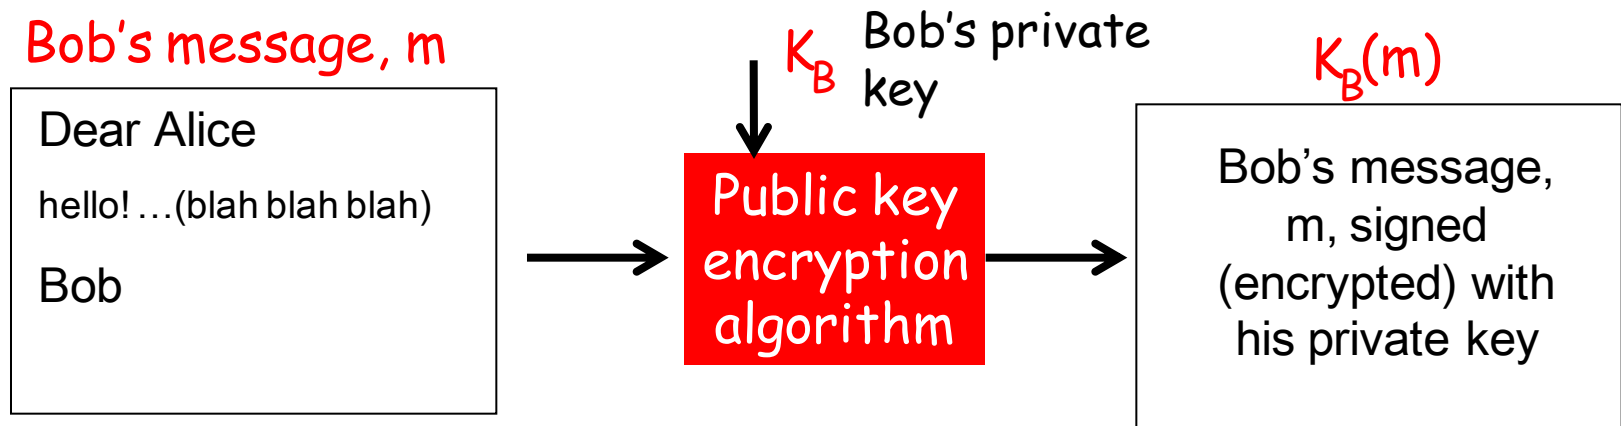 Bob’s message, m
Dear Alice
hello! …(blah blah blah)
Bob
K_B
Bob’s private
key
Public key
encryption
algorithm
K_B(m)
Bob’s message,
m, signed
(encrypted) with
his private key